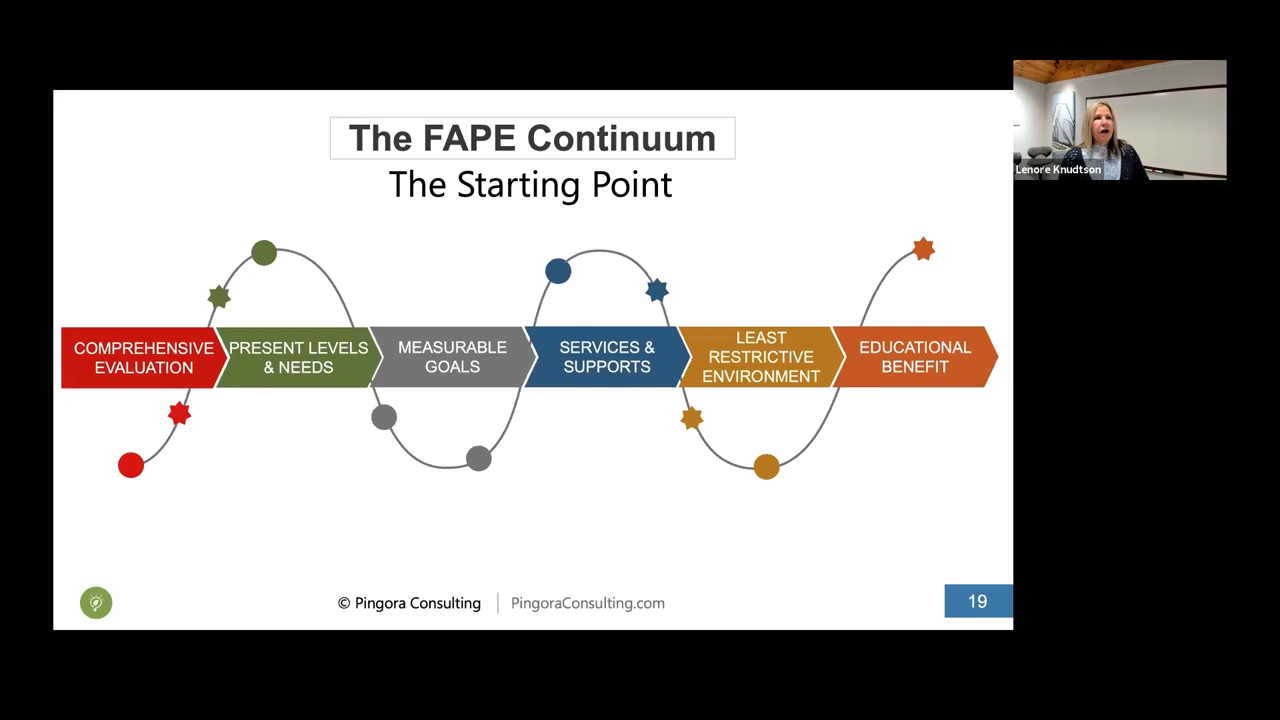 The FAPE Continuum
The Starting Point
COMPREHENSIVE
EVALUATION
PRESENT LEVELS
& NEEDS
MEASURABLE
GOALS
SERVICES &
SUPPORTS
LEAST
RESTRICTIVE
ENVIRONMENT
EDUCATIONAL
BENEFIT
© Pingora Consulting
PingoraConsulting.com
19
Lenore Knudtson